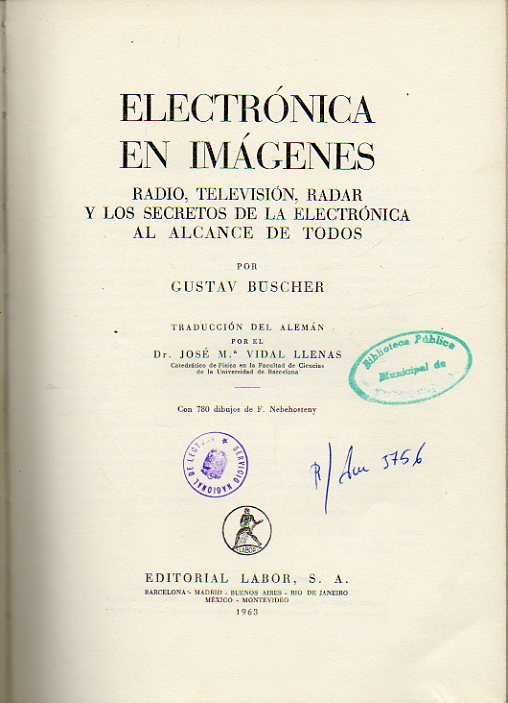 ELECTRÓNICA
EN IMÁGENES
RADIO, TELEVISIÓN, RADAR
Y LOS SECRETOS DE LA ELECTRÓNICA
AL ALCANCE DE TODOS
POR
GUSTAV BÜSCHER
TRADUCCIÓN DEL ALEMÁN
POR EL
Dr. JOSÉ M.ª VIDAL LLENAS
Catedrático de Física en la Facultad de Ciencias
de la Universidad de Barcelona
Biblioteca Pública
Municipal de
Con 780 dibujos de F. Nebehosteny
SERVICIO NACIONAL DE LECTURA
3756
LABOR
EDITORIAL LABOR, S. A.
BARCELONA - MADRID - BUENOS AIRES - RIO DE JANEIRO
MÉXICO - MONTEVIDEO
1963